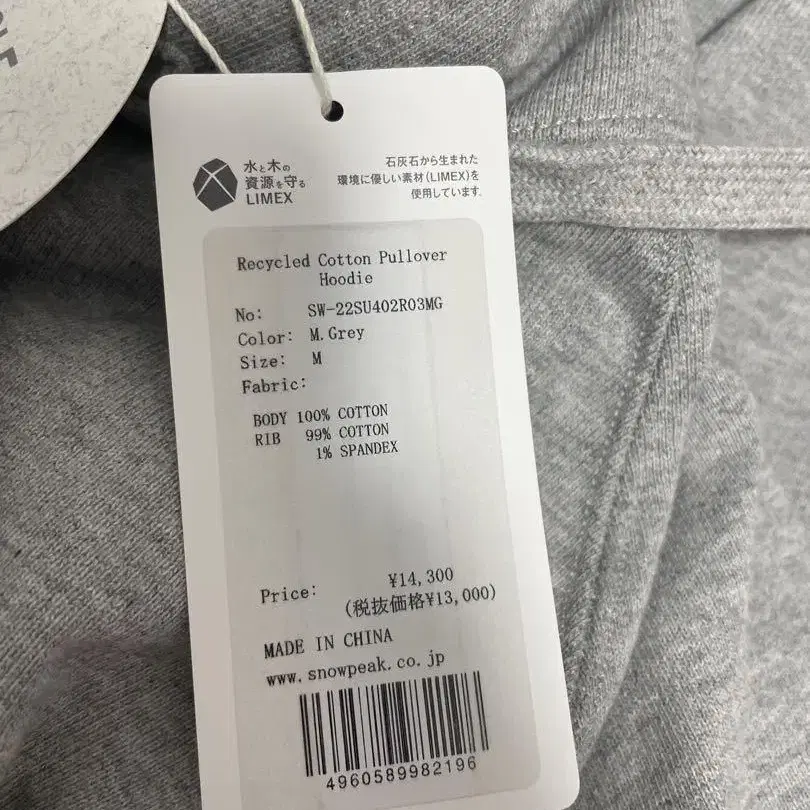 水と木の
資源を守る
LIMEX
石灰石から生まれた
環境に優しい素材(LIMEX)を
使用しています。
Recycled Cotton Pullover
Hoodie
No: SW-22SU402R03MG
Color: M.Grey
Size: M
Fabric:
BODY 100% COTTON
RIB 99% COTTON
1% SPANDEX
Price: ¥14,300
(税抜価格¥13,000)
MADE IN CHINA
www.snowpeak.co.jp
4960589982196